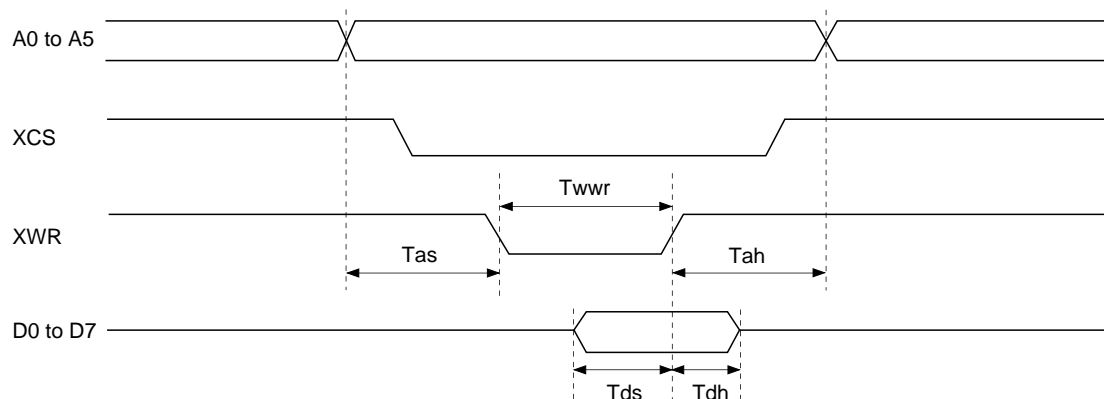 A0 to A5
XCS
Twwr
XWR
Tas
Tah
D0 to D7
Tds
Tdh